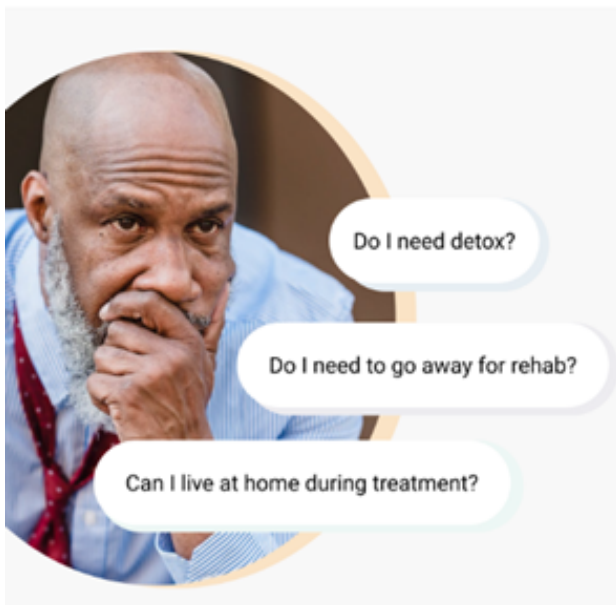 Do I need detox?
Do I need to go away for rehab?
Can I live at home during treatment?